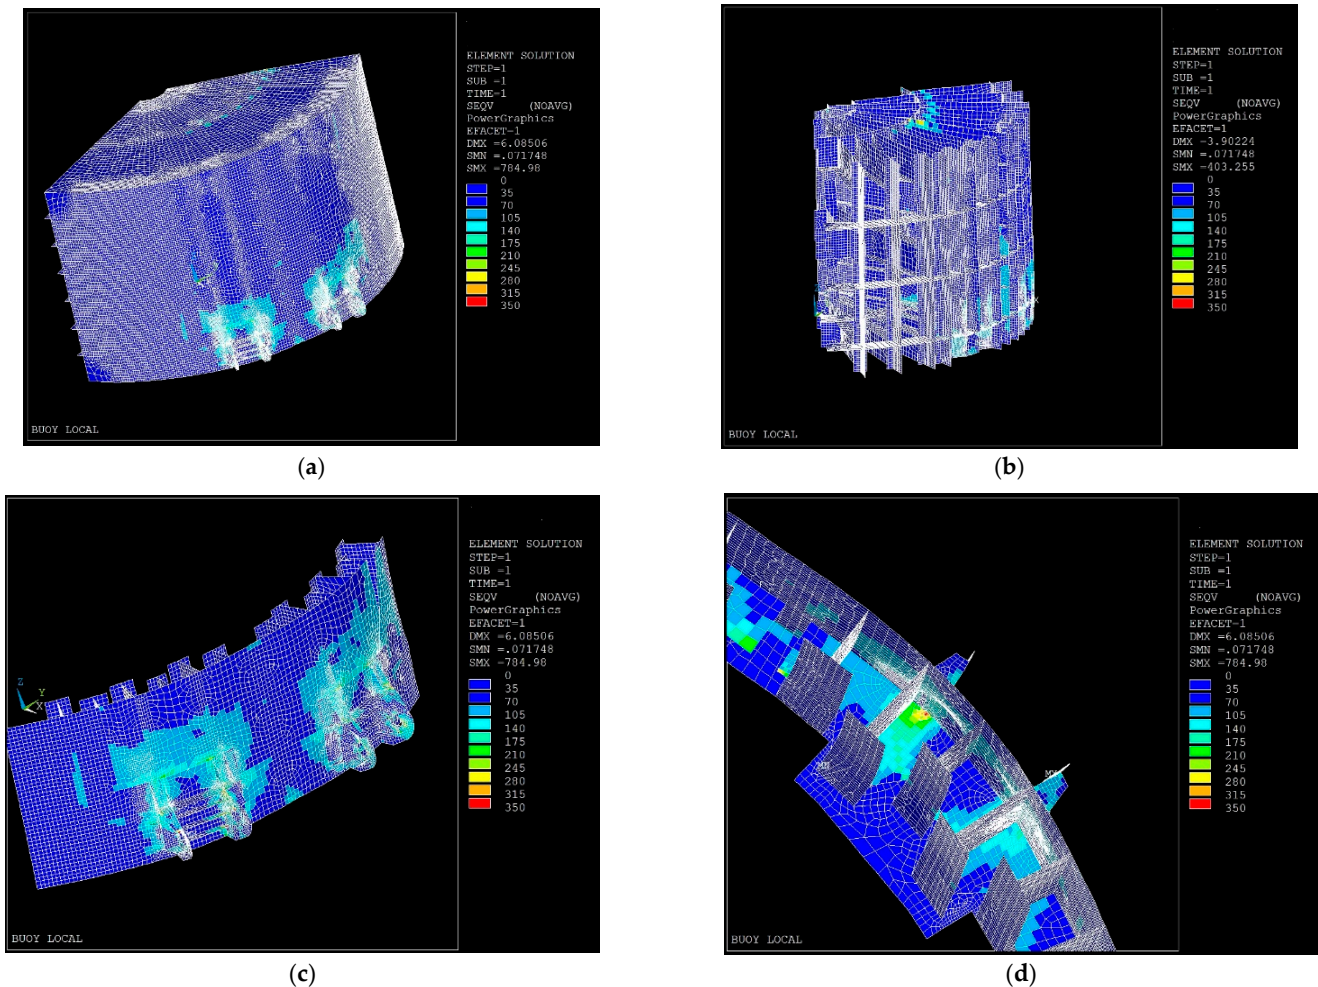 ELEMENT SOLUTION
STEP=1
SUB =1
TIME=1
SEQV (NOAVG)
PowerGraphics
EFACET=1
DMX =6.08506
SMN =.071748
SMX =784.98
0
35
70
105
140
175
210
245
280
315
350
BUOY LOCAL
(a)
ELEMENT SOLUTION
STEP=1
SUB =1
TIME=1
SEQV (NOAVG)
PowerGraphics
EFACET=1
DMX =3.90224
SMN =.071748
SMX =403.255
0
35
70
105
140
175
210
245
280
315
350
X
BUOY LOCAL
(b)
ELEMENT SOLUTION
STEP=1
SUB =1
TIME=1
SEQV (NOAVG)
PowerGraphics
EFACET=1
DMX =6.08506
SMN =.071748
SMX =784.98
0
35
70
105
140
175
210
245
280
315
350
Z
Y
X
BUOY LOCAL
(c)
ELEMENT SOLUTION
STEP=1
SUB =1
TIME=1
SEQV (NOAVG)
PowerGraphics
EFACET=1
DMX =6.08506
SMN =.071748
SMX =784.98
0
35
70
105
140
175
210
245
280
315
350
MN
MX
BUOY LOCAL
(d)